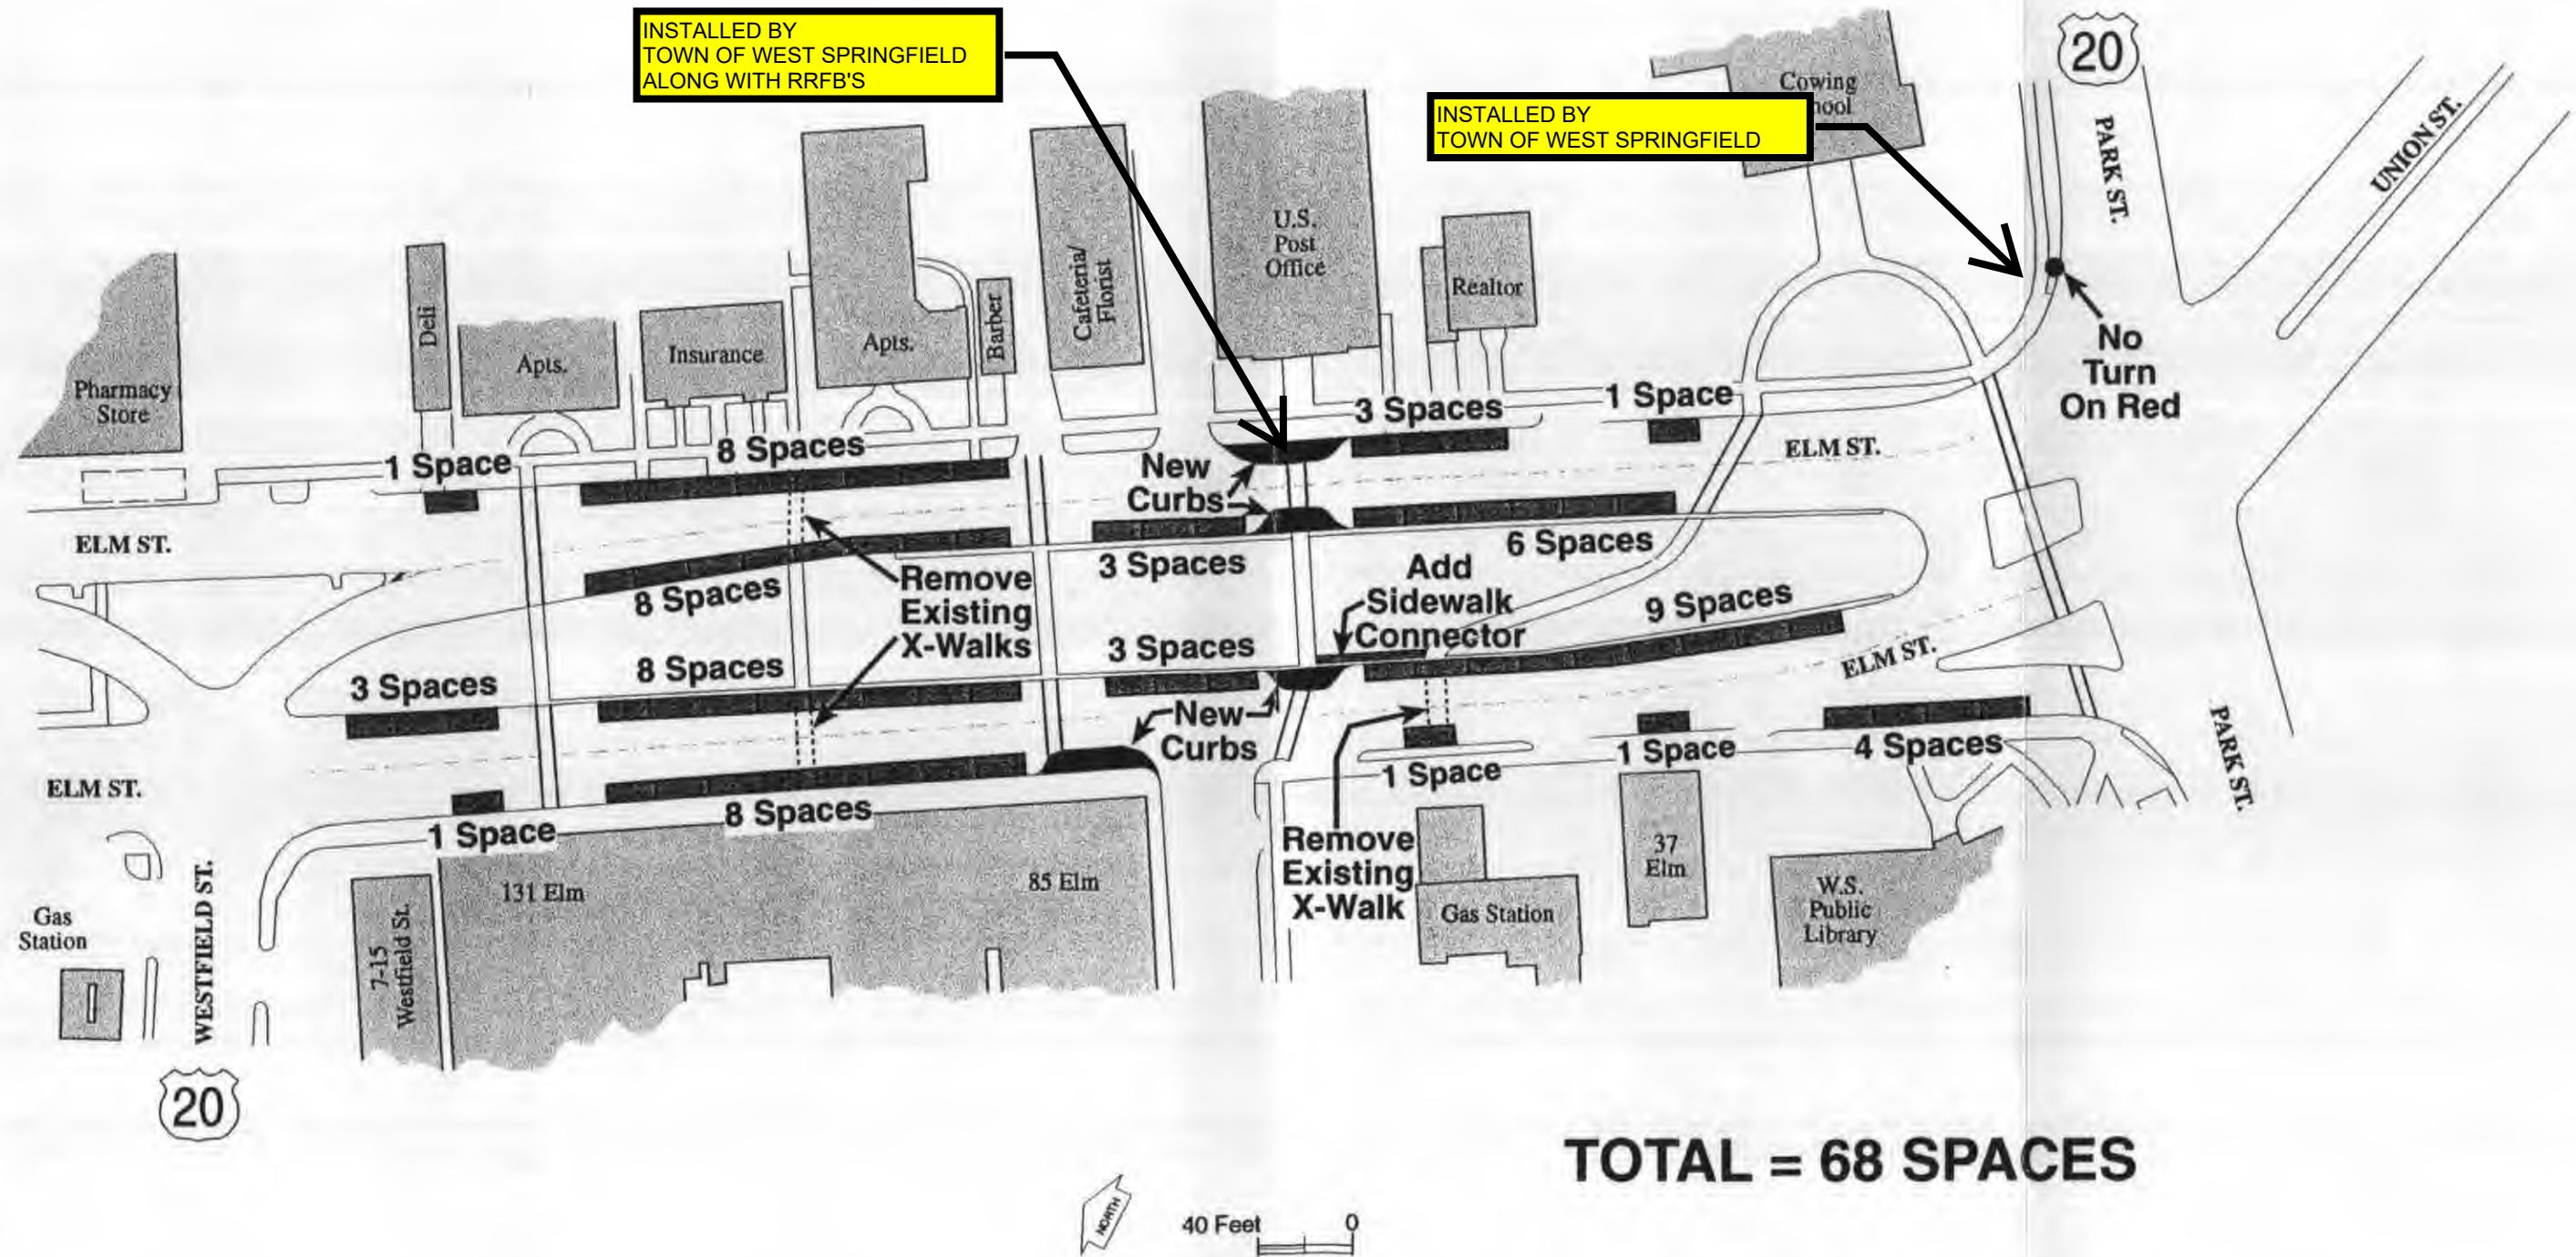 INSTALLED BY
TOWN OF WEST SPRINGFIELD
ALONG WITH RRFB'S
INSTALLED BY
TOWN OF WEST SPRINGFIELD
20
PARK ST.
UNION ST.
Cowing
No
Turn
On Red
Pharmacy
Store
Deli
Apts.
Insurance
Apts.
Barber
Cafeteria/
Florist
U.S.
Post
Office
Realtor
1 Space
8 Spaces
3 Spaces
1 Space
New
Curbs
ELM ST.
ELM ST.
8 Spaces
Remove
Existing
X-Walks
3 Spaces
6 Spaces
Add
Sidewalk
Connector
9 Spaces
3 Spaces
8 Spaces
3 Spaces
ELM ST.
ELM ST.
New
Curbs
1 Space
8 Spaces
1 Space
1 Space
4 Spaces
PARK ST.
Remove
Existing
X-Walk
Gas
Station
WESTFIELD ST.
7-15
Westfield St.
131 Elm
85 Elm
Gas Station
37
Elm
W.S.
Public
Library
20
TOTAL = 68 SPACES
NORTH
40 Feet
0